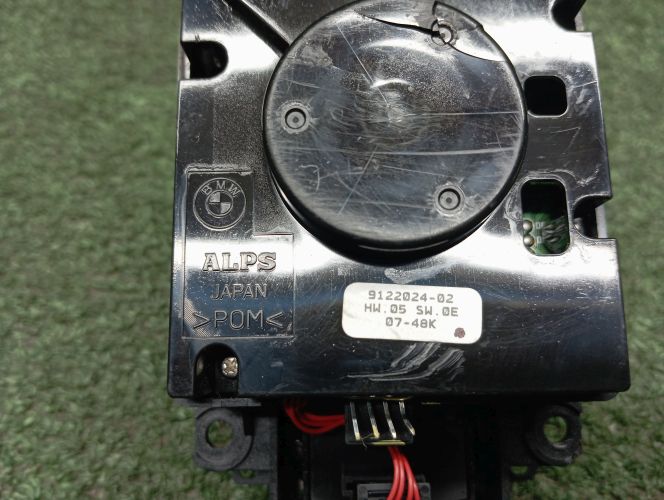 BMW
ALPS
JAPAN
>POM<
9122024-02
HW.05 SW.0E
07-48K